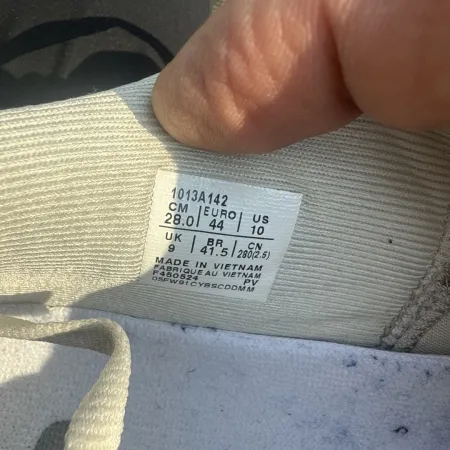 1013A142
CM EURO US
28.0 44 10
UK BR CN
9 41.5 280(2.5)
MADE IN VIETNAM
FABRIQUE AU VIETNAM
F450524 PV
05FW91CYBSCDDMM